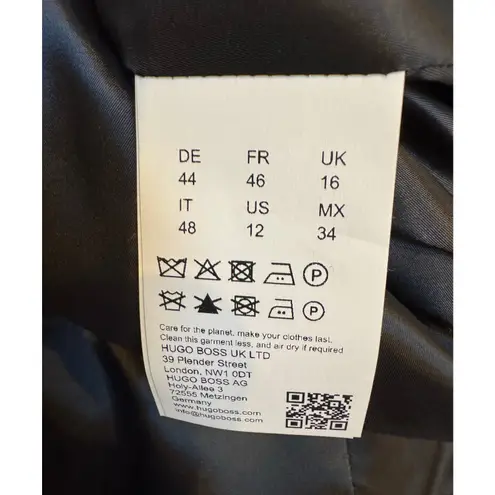 DE FR UK
44 46 16
IT US MX
48 12 34
P
P
Care for the planet, make your clothes last.
Clean this garment less, and air dry if required
HUGO BOSS UK LTD
39 Plender Street
London, NW1 0DT
HUGO BOSS AG
Holy-Allee 3
72555 Metzingen
Germany
www.hugoboss.com
info@hugoboss.com